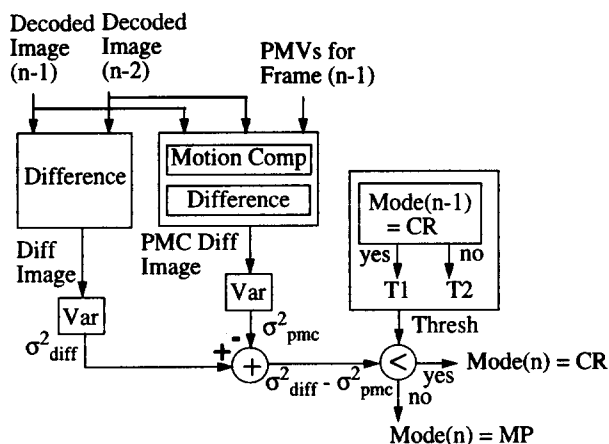 Decoded Image (n-1)
Decoded Image (n-2)
PMVs for Frame (n-1)
Difference
Motion Comp
Difference
Mode(n-1) = CR
yes
no
T1
T2
Diff Image
PMC Diff Image
Var
Var
Thresh
σ²diff
σ²pmc
+
-
+
σ²diff - σ²pmc
<
yes
Mode(n) = CR
no
Mode(n) = MP